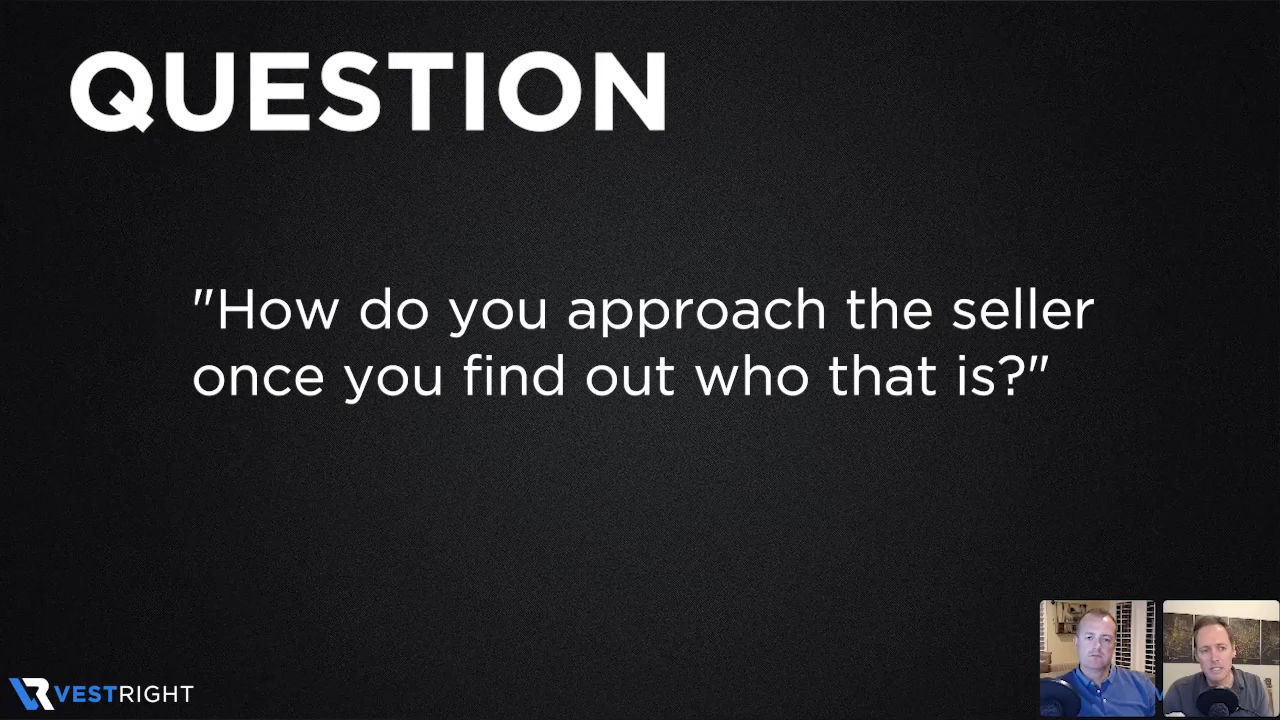 QUESTION
"How do you approach the seller
once you find out who that is?"
VESTRIGHT